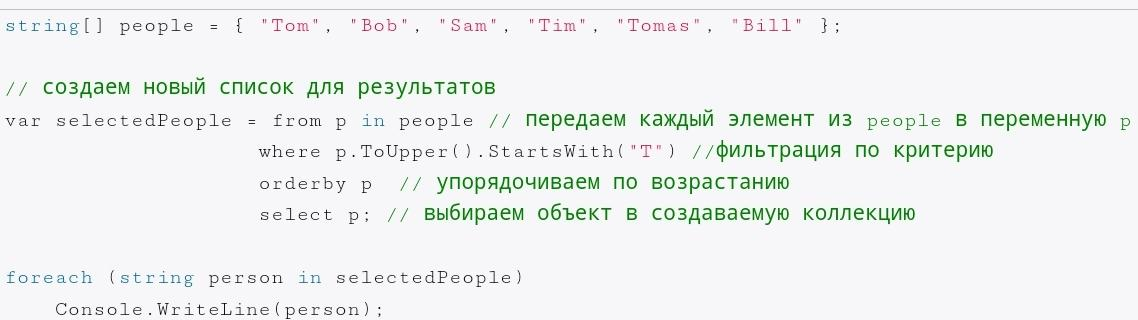 string[] people = { "Tom", "Bob", "Sam", "Tim", "Tomas", "Bill" };
// создаем новый список для результатов
var selectedPeople = from p in people // передаем каждый элемент из people в переменную p
where p.ToUpper().StartsWith("T") //фильтрация по критерию
orderby p  // упорядочиваем по возрастанию
select p; // выбираем объект в создаваемую коллекцию
foreach (string person in selectedPeople)
Console.WriteLine(person);